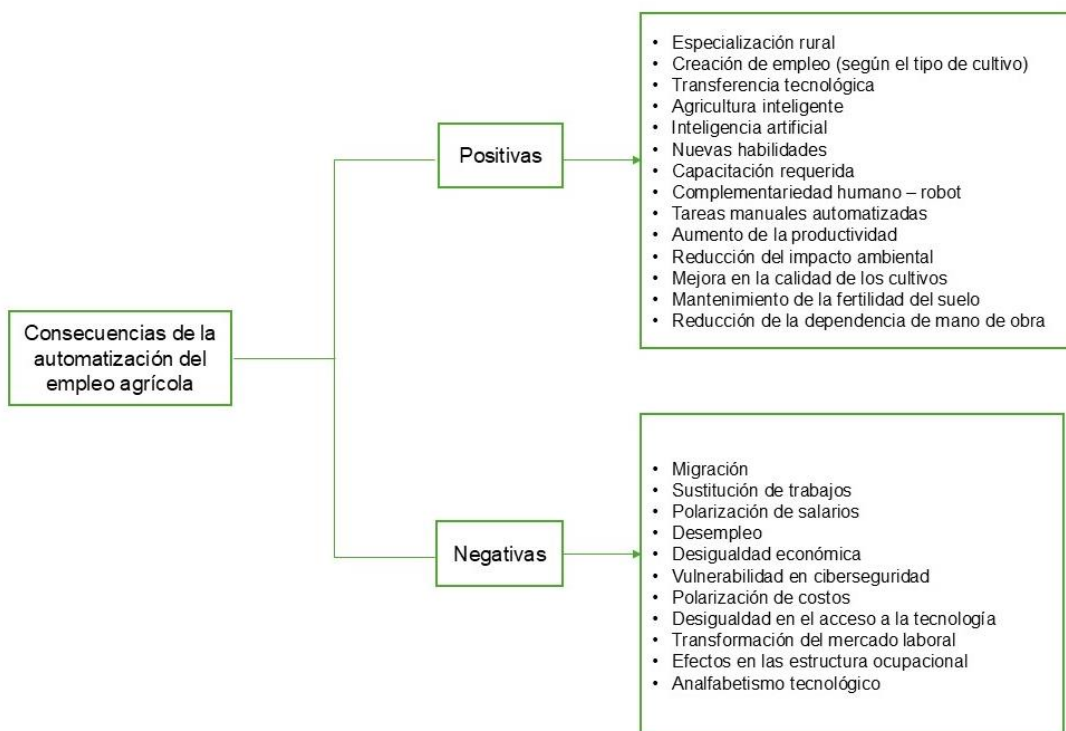 Consecuencias de la
automatización del
empleo agrícola
Positivas
• Especialización rural
• Creación de empleo (según el tipo de cultivo)
• Transferencia tecnológica
• Agricultura inteligente
• Inteligencia artificial
• Nuevas habilidades
• Capacitación requerida
• Complementariedad humano – robot
• Tareas manuales automatizadas
• Aumento de la productividad
• Reducción del impacto ambiental
• Mejora en la calidad de los cultivos
• Mantenimiento de la fertilidad del suelo
• Reducción de la dependencia de mano de obra
Negativas
• Migración
• Sustitución de trabajos
• Polarización de salarios
• Desempleo
• Desigualdad económica
• Vulnerabilidad en ciberseguridad
• Polarización de costos
• Desigualdad en el acceso a la tecnología
• Transformación del mercado laboral
• Efectos en las estructura ocupacional
• Analfabetismo tecnológico